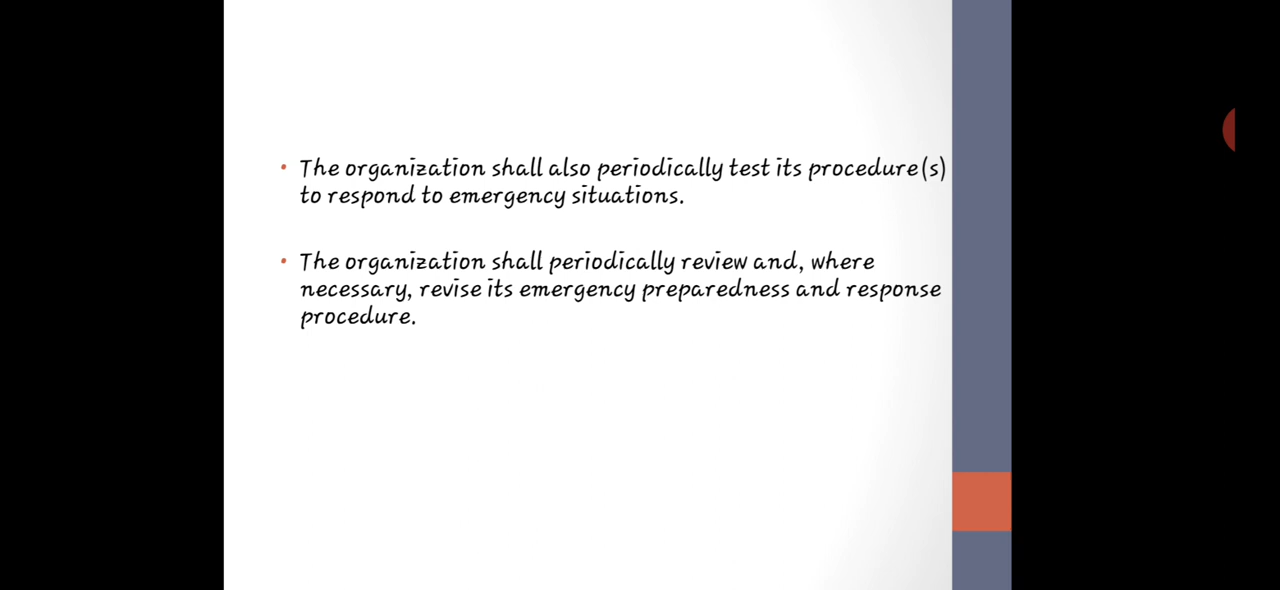 • The organization shall also periodically test its procedure(s)
to respond to emergency situations.
• The organization shall periodically review and, where
necessary, revise its emergency preparedness and response
procedure.